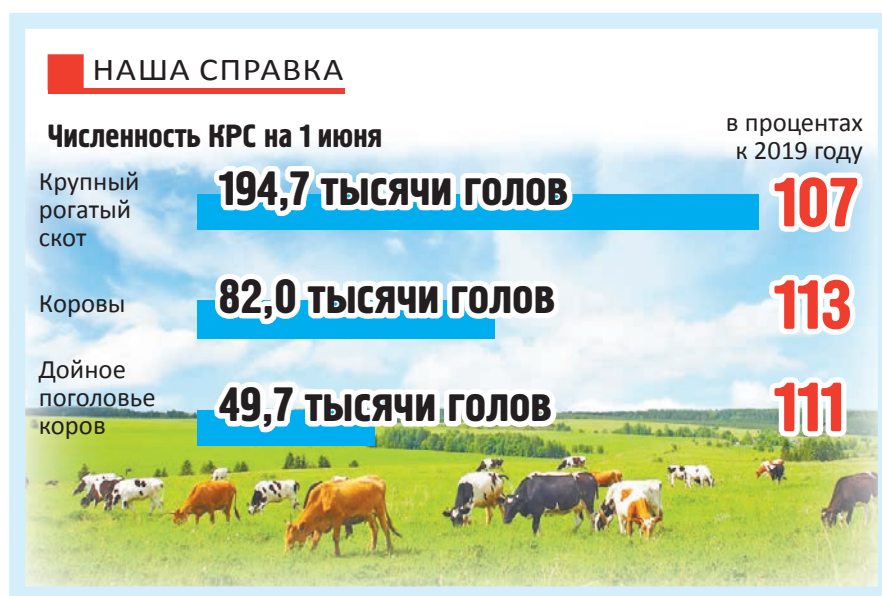 НАША СПРАВКА
Численность КРС на 1 июня
в процентах
к 2019 году
Крупный
рогатый
скот
194,7 тысячи голов
107
Коровы
82,0 тысячи голов
113
Дойное
поголовье
коров
49,7 тысячи голов
111